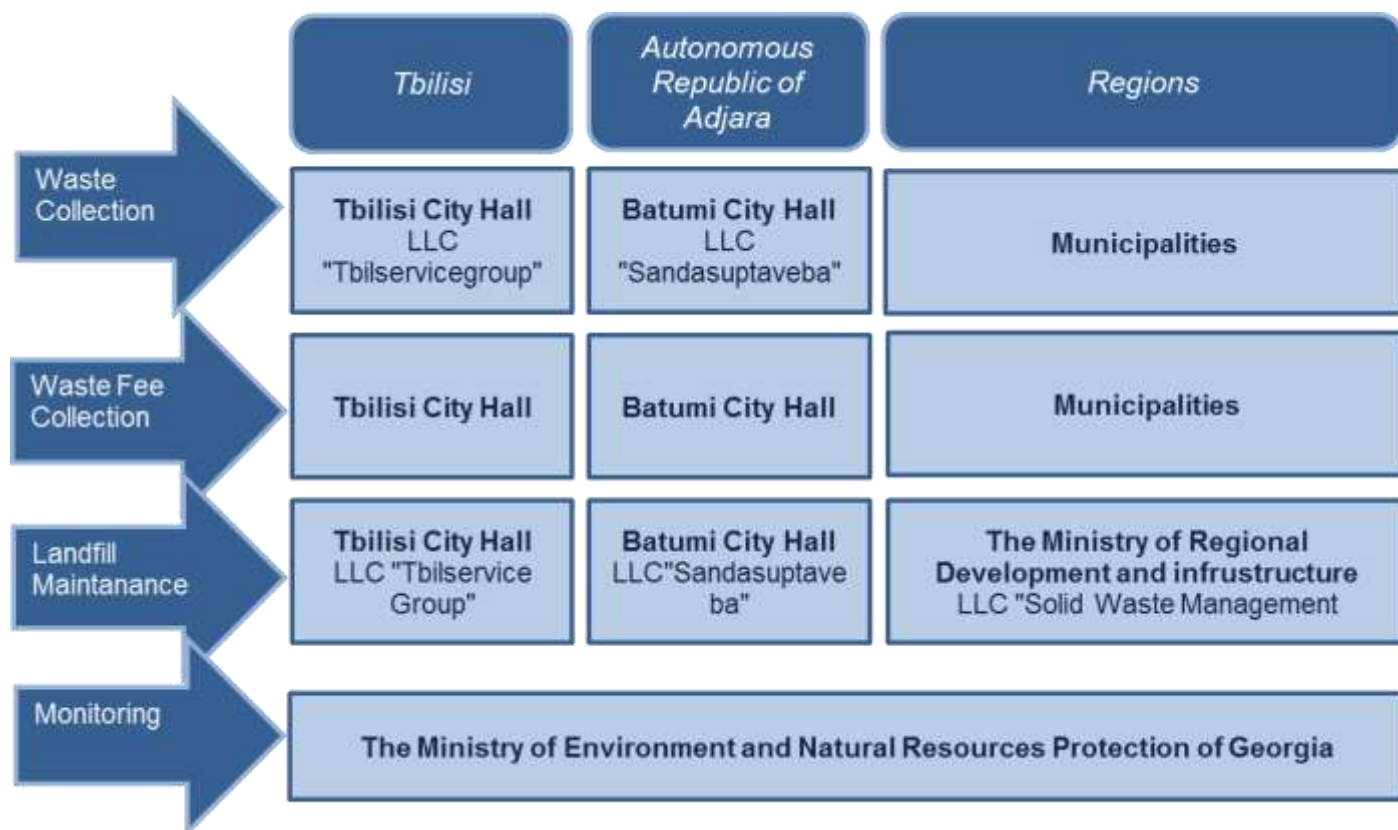 Tbilisi
Autonomous
Republic of
Adjara
Regions
Waste
Collection
Tbilisi City Hall
LLC
"Tbilservicegroup"
Batumi City Hall
LLC
"Sandasuptaveba"
Municipalities
Waste Fee
Collection
Tbilisi City Hall
Batumi City Hall
Municipalities
Landfill
Maintanance
Tbilisi City Hall
LLC "Tbilservice
Group"
Batumi City Hall
LLC"Sandasuptave
ba"
The Ministry of Regional
Development and infrustructure
LLC "Solid Waste Management
Monitoring
The Ministry of Environment and Natural Resources Protection of Georgia